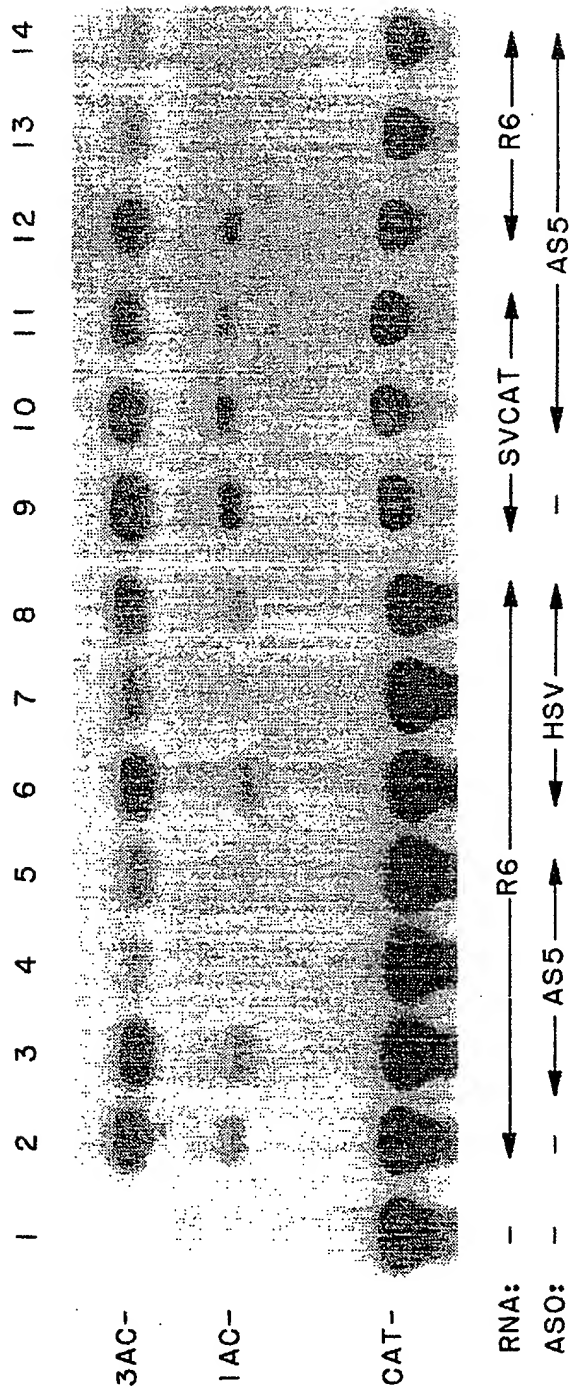 1 2 3 4 5 6 7 8 9 10 11 12 13 14
3AC-
1AC-
CAT-
RNA: - R6 SVCAT R6
ASO: - - AS5 HSV - AS5